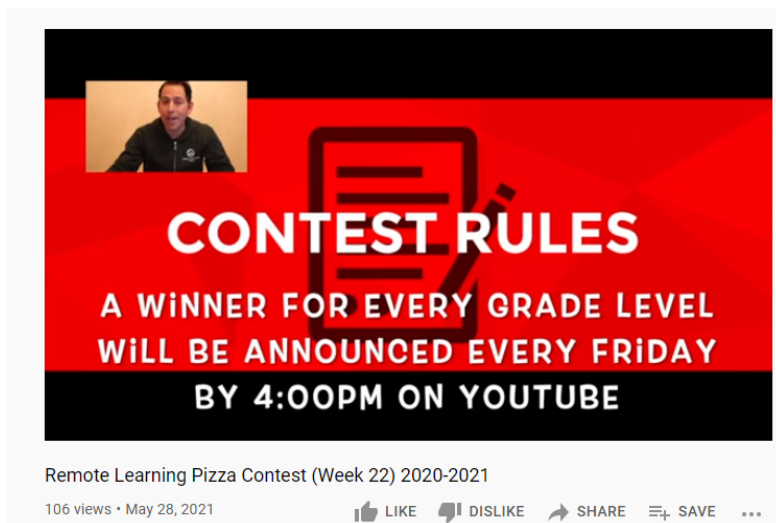 CONTEST RULES
A WiNNER FOR EVERY GRADE LEVEL
WiLL BE ANNOUNCED EVERY FRiDAY
BY 4:00PM ON YOUTUBE
Remote Learning Pizza Contest (Week 22) 2020-2021
106 views • May 28, 2021 LIKE DISLIKE SHARE SAVE